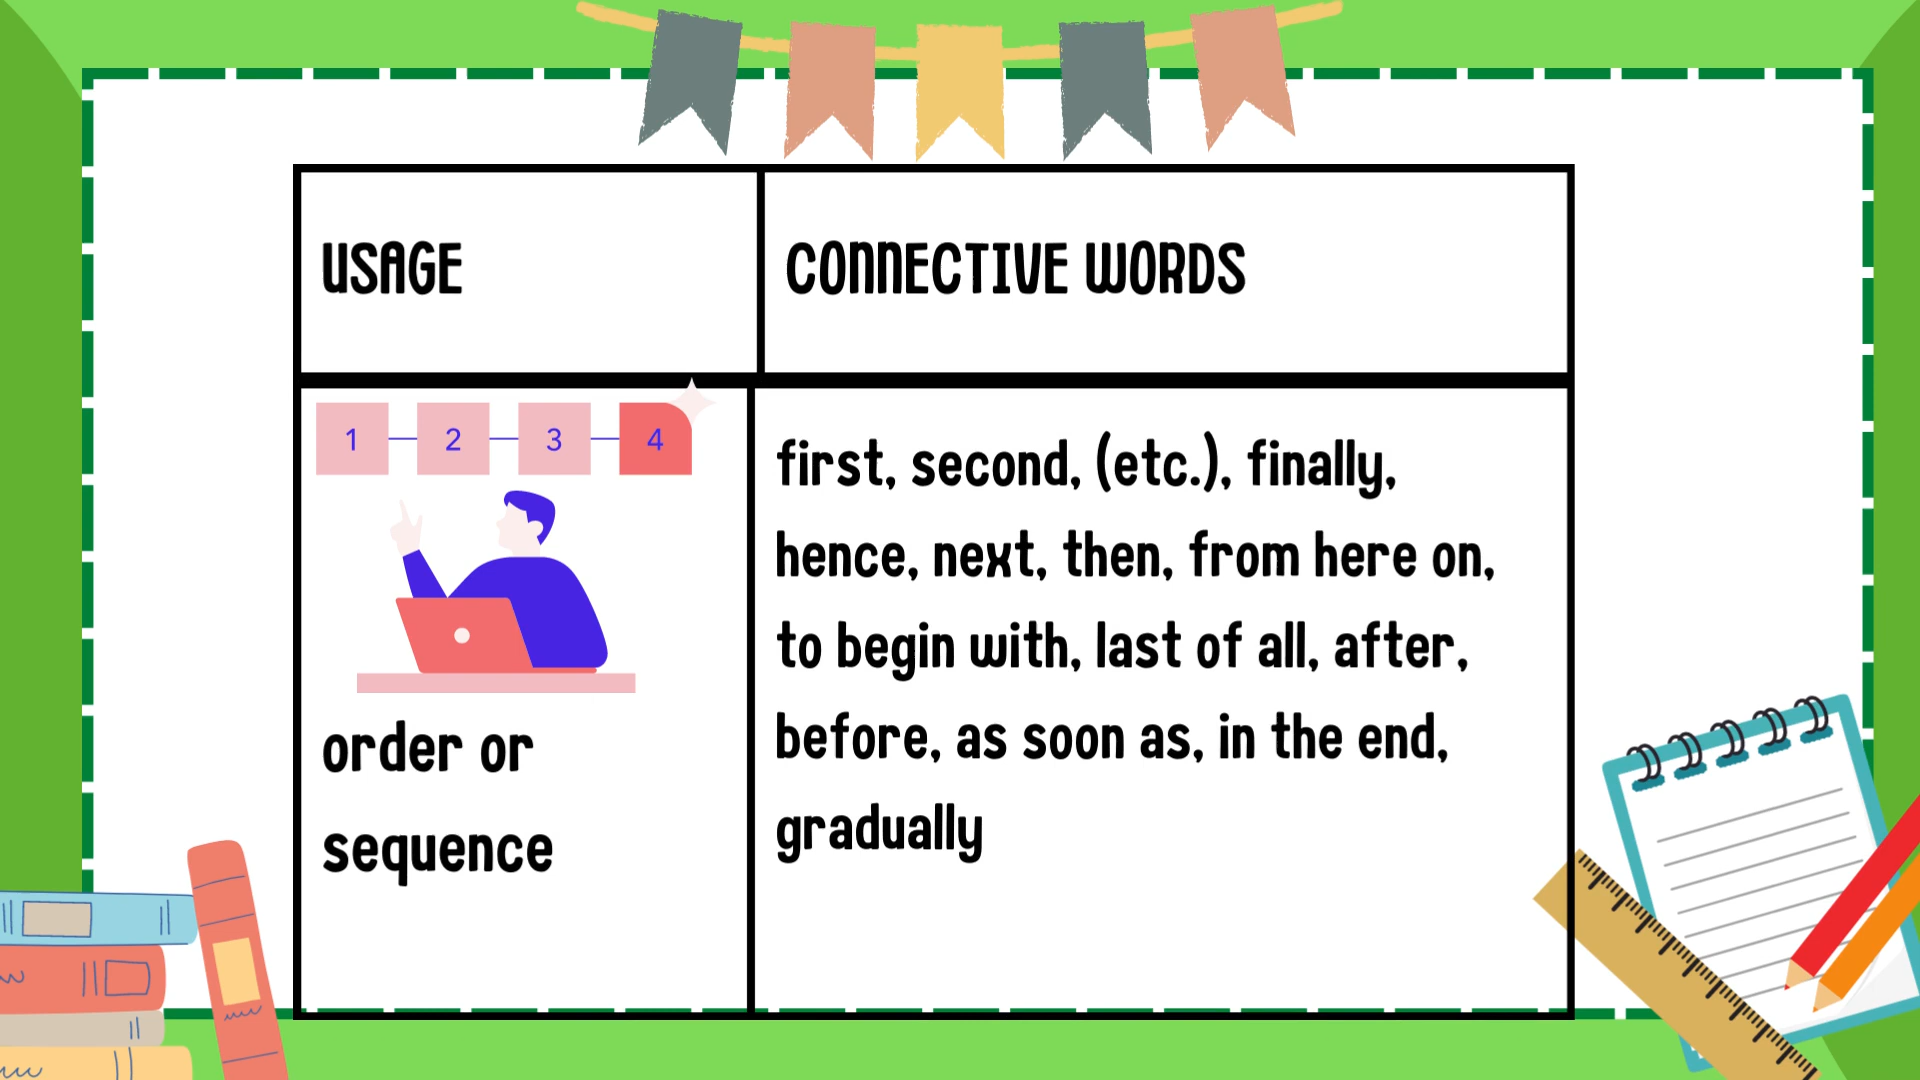 USAGE
CONNECTIVE WORDS
1 2 3 4
order or
sequence
first, second, (etc.), finally,
hence, next, then, from here on,
to begin with, last of all, after,
before, as soon as, in the end,
gradually